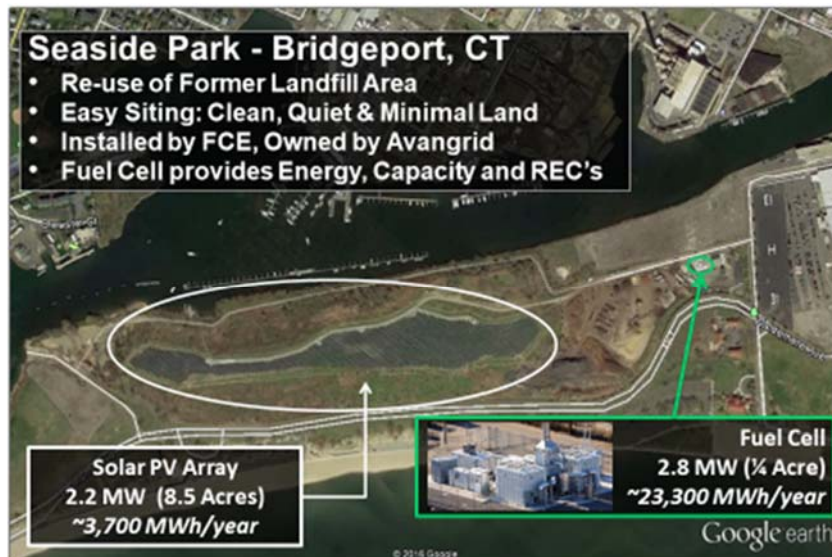 Seaside Park - Bridgeport, CT
• Re-use of Former Landfill Area
• Easy Siting: Clean, Quiet & Minimal Land
• Installed by FCE, Owned by Avangrid
• Fuel Cell provides Energy, Capacity and REC's
Solar PV Array
2.2 MW (8.5 Acres)
~3,700 MWh/year
Fuel Cell
2.8 MW (¼ Acre)
~23,300 MWh/year
Google earth
© 2016 Google